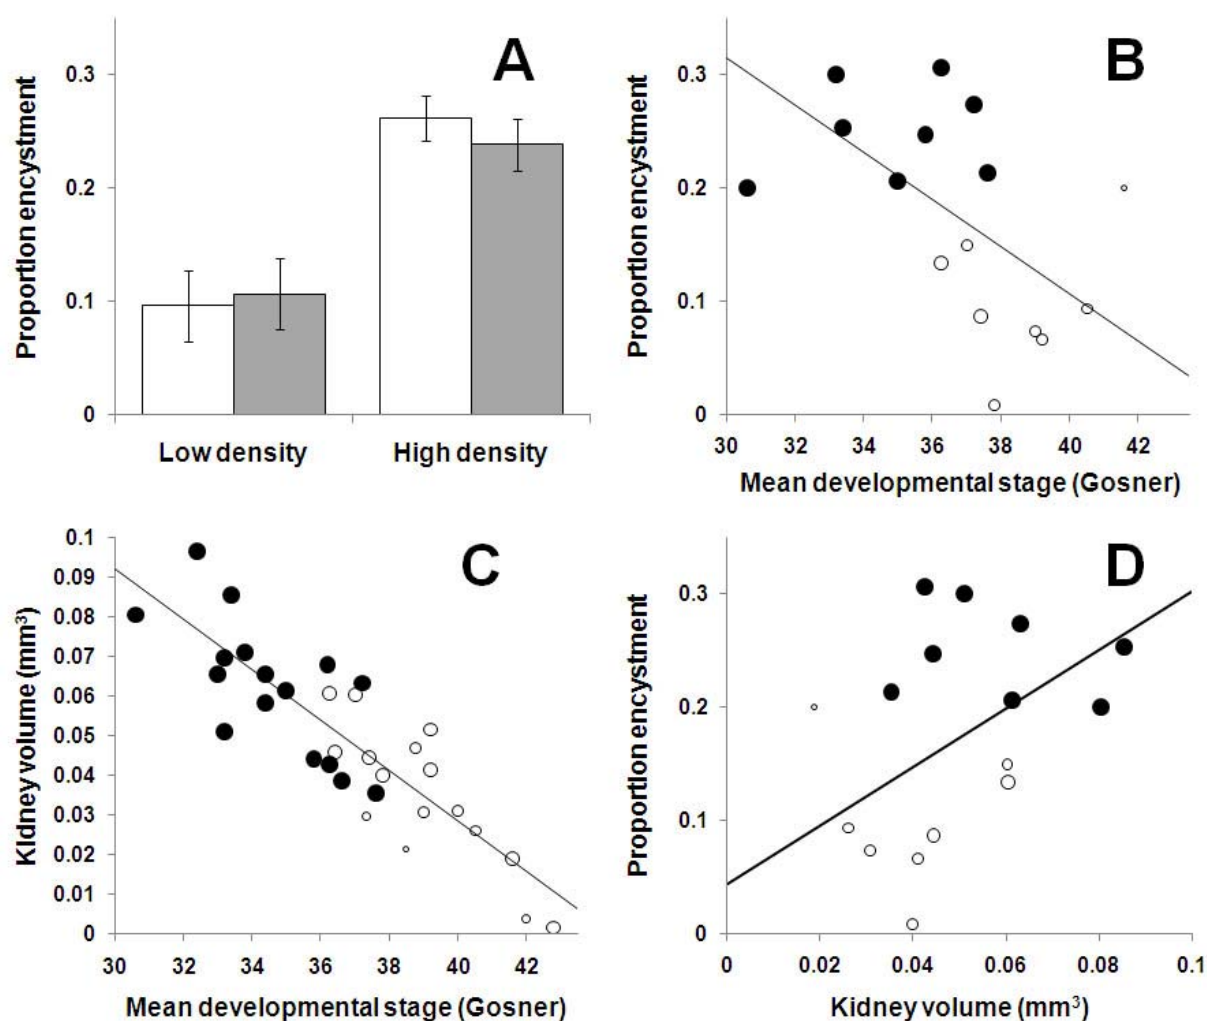 A
Proportion encystment
0.3
0.2
0.1
0
Low density High density
B
Proportion encystment
0.3
0.2
0.1
0
30 32 34 36 38 40 42
Mean developmental stage (Gosner)
C
Kidney volume (mm³)
0.1
0.09
0.08
0.07
0.06
0.05
0.04
0.03
0.02
0.01
0
30 32 34 36 38 40 42
Mean developmental stage (Gosner)
D
Proportion encystment
0.3
0.2
0.1
0
0 0.02 0.04 0.06 0.08 0.1
Kidney volume (mm³)